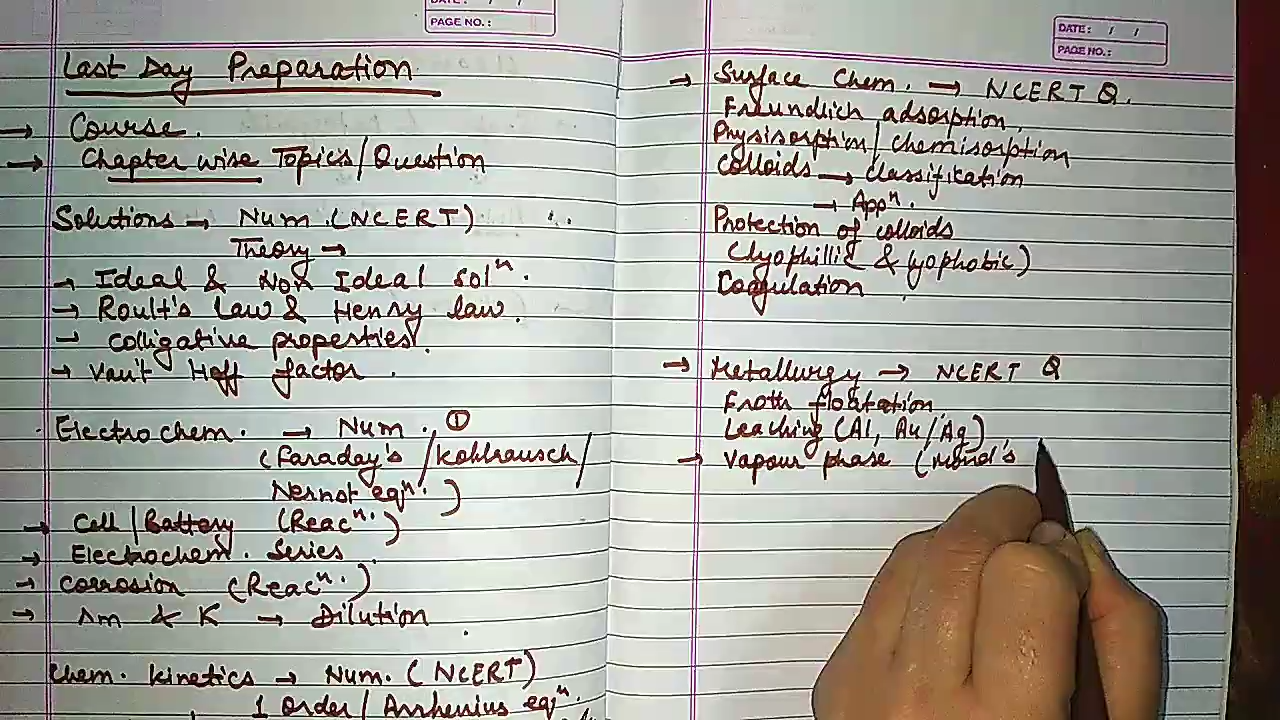 DATE: / /
PAGE NO.:
Last Day Preparation
→ Course.
→ Chapter wise Topics/Question
Solutions → Num. (NCERT)
Theory →
→ Ideal & Non Ideal solⁿ.
→ Roult's Law & Henry law.
→ Colligative properties.
→ Van't Hoff factor.
Electrochem. → Num. ①
(Faraday's /Kohlrausch/
Nernst eqⁿ.)
→ Cell/Battery (Reacⁿ.)
→ Electrochem. Series
→ Corrosion (Reacⁿ.)
→ Λm & K → Dilution.
Chem. kinetics → Num. (NCERT)
1 Order/Arrhenius eqⁿ.
DATE: / /
PAGE NO.:
→ Surface Chem. → NCERT Q.
Freundlich adsorption,
Physisorption/chemisorption
Colloids → Classification
→ Appⁿ.
Protection of colloids
(lyophillic & lyophobic)
Coagulation
→ Metallurgy → NCERT Q
Froth floatation
Leaching (Al, Au/Ag)
→ Vapour phase (Mond's